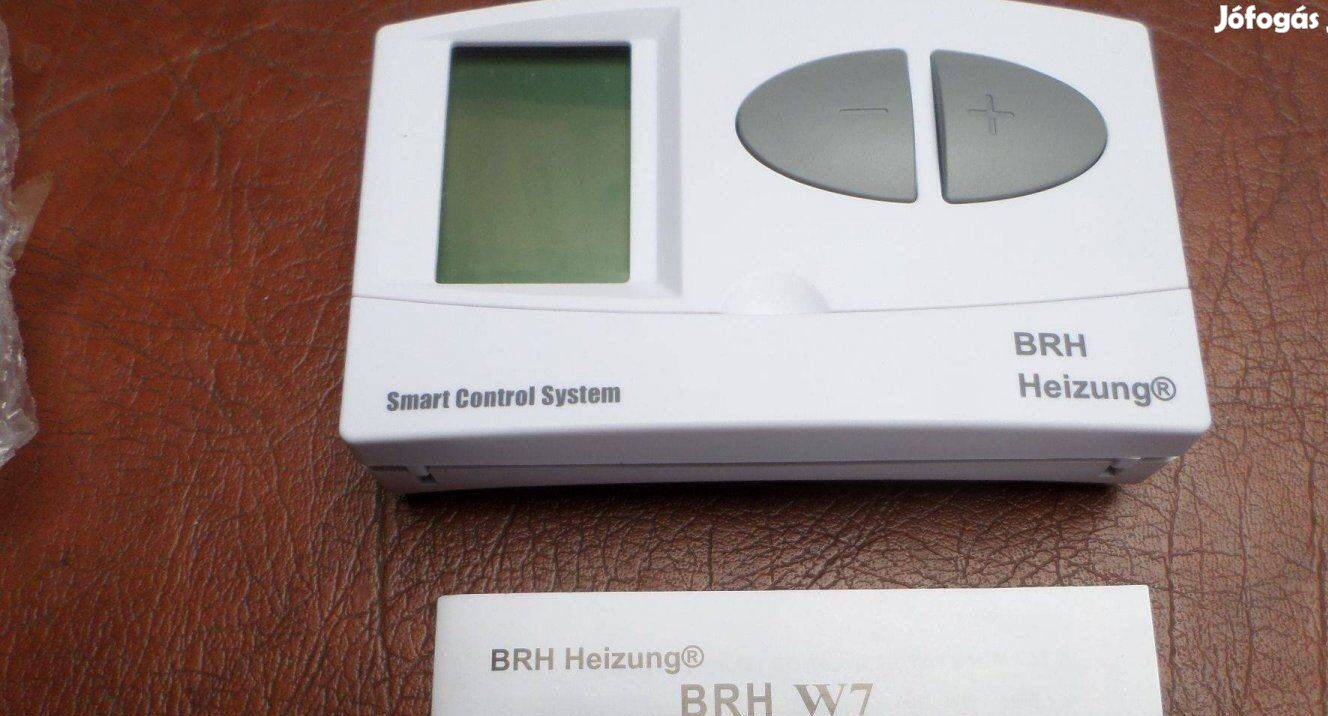 Jófogás
− +
BRH
Heizung®
Smart Control System
BRH Heizung®
BRH W7